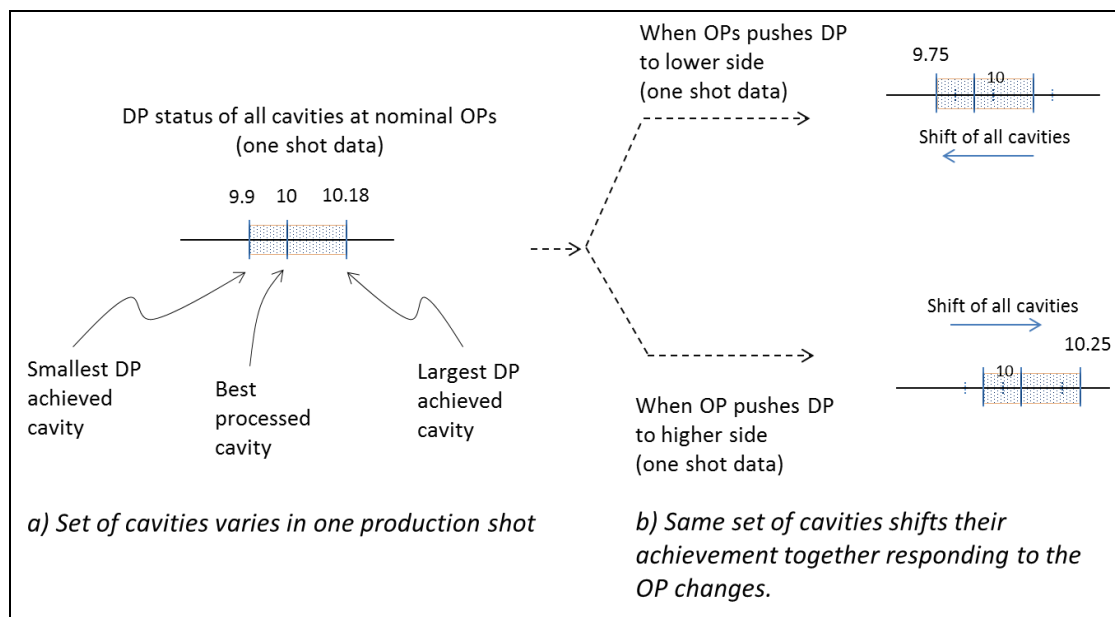 DP status of all cavities at nominal OPs
(one shot data)
9.9 10 10.18
Smallest DP
achieved
cavity
Best
processed
cavity
Largest DP
achieved
cavity
a) Set of cavities varies in one production shot
When OPs pushes DP
to lower side
(one shot data)
9.75
10
Shift of all cavities
Shift of all cavities
10.25
10
When OP pushes DP
to higher side
(one shot data)
b) Same set of cavities shifts their
achievement together responding to the
OP changes.